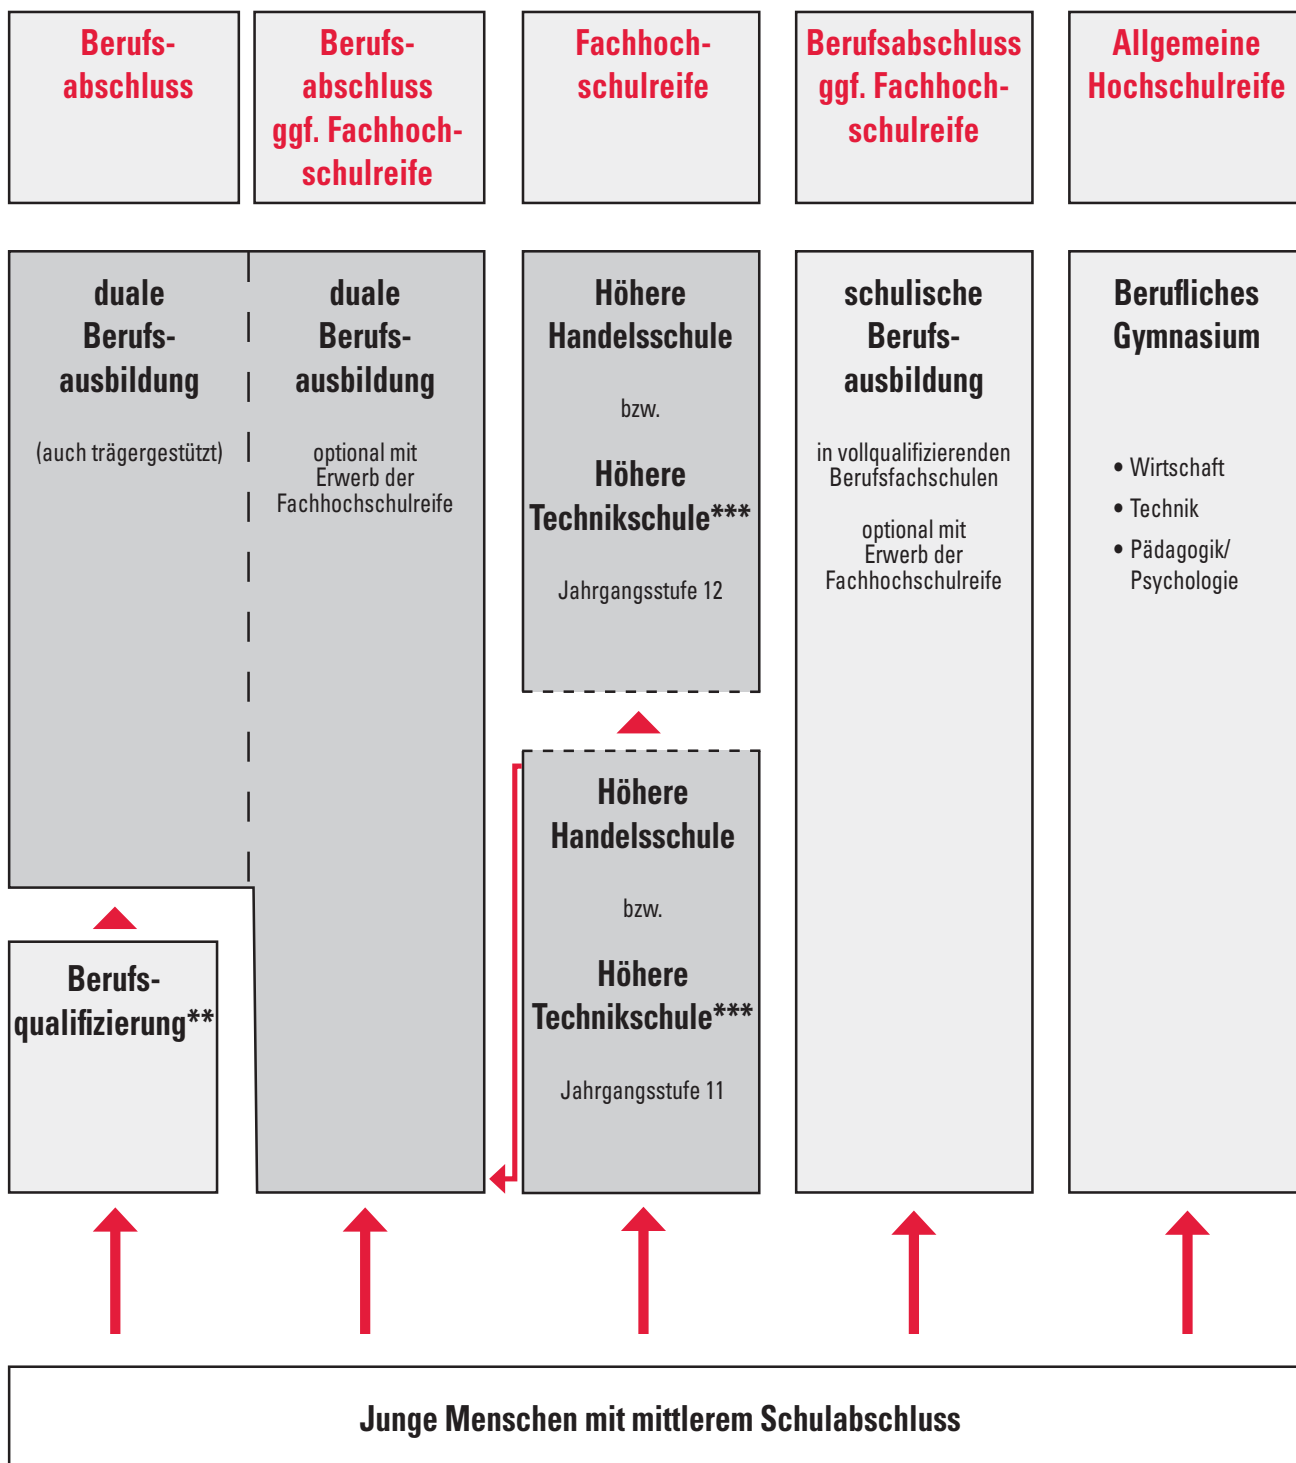 Berufs-
abschluss
Berufs-
abschluss
ggf. Fachhoch-
schulreife
Fachhoch-
schulreife
Berufsabschluss
ggf. Fachhoch-
schulreife
Allgemeine
Hochschulreife
duale
Berufs-
ausbildung
(auch trägergestützt)
duale
Berufs-
ausbildung
optional mit
Erwerb der
Fachhochschulreife
Höhere
Handelsschule
bzw.
Höhere
Technikschule***
Jahrgangsstufe 12
schulische
Berufs-
ausbildung
in vollqualifizierenden
Berufsfachschulen
optional mit
Erwerb der
Fachhochschulreife
Berufliches
Gymnasium
• Wirtschaft
• Technik
• Pädagogik/
Psychologie
Höhere
Handelsschule
bzw.
Höhere
Technikschule***
Jahrgangsstufe 11
Berufs-
qualifizierung**
Junge Menschen mit mittlerem Schulabschluss